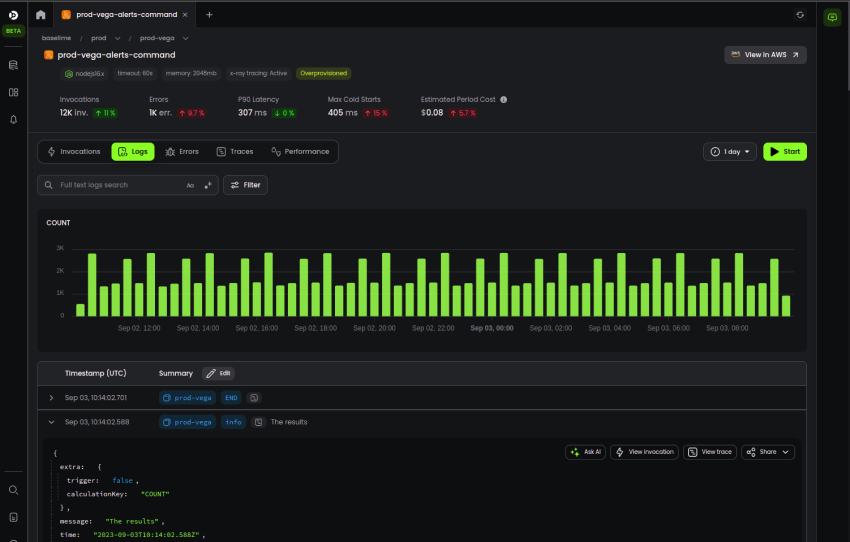 prod-vega-alerts-command
BETA
baselime / prod / prod-vega
prod-vega-alerts-command
View in AWS
nodejs16.x timeout: 60s memory: 2048mb x-ray tracing: Active Overprovisioned
Invocations Errors P90 Latency Max Cold Starts Estimated Period Cost
12K inv. ↑ 11 % 1K err. ↑ 9.7 % 307 ms ↓ 0 % 405 ms ↑ 15 % $0.08 ↑ 5.7 %
Invocations Logs Errors Traces Performance 1 day Start
Full text logs search Aa Filter
COUNT
3K
2K
1K
0
Sep 02, 12:00 Sep 02, 14:00 Sep 02, 16:00 Sep 02, 18:00 Sep 02, 20:00 Sep 02, 22:00 Sep 03, 00:00 Sep 03, 02:00 Sep 03, 04:00 Sep 03, 06:00 Sep 03, 08:00
Timestamp (UTC) Summary Edit
Sep 03, 10:14:02.701 prod-vega END
Sep 03, 10:14:02.588 prod-vega info The results
Ask AI View invocation View trace Share
{
extra: {
trigger: false,
calculationKey: "COUNT"
},
message: "The results",
time: "2023-09-03T10:14:02.588Z",